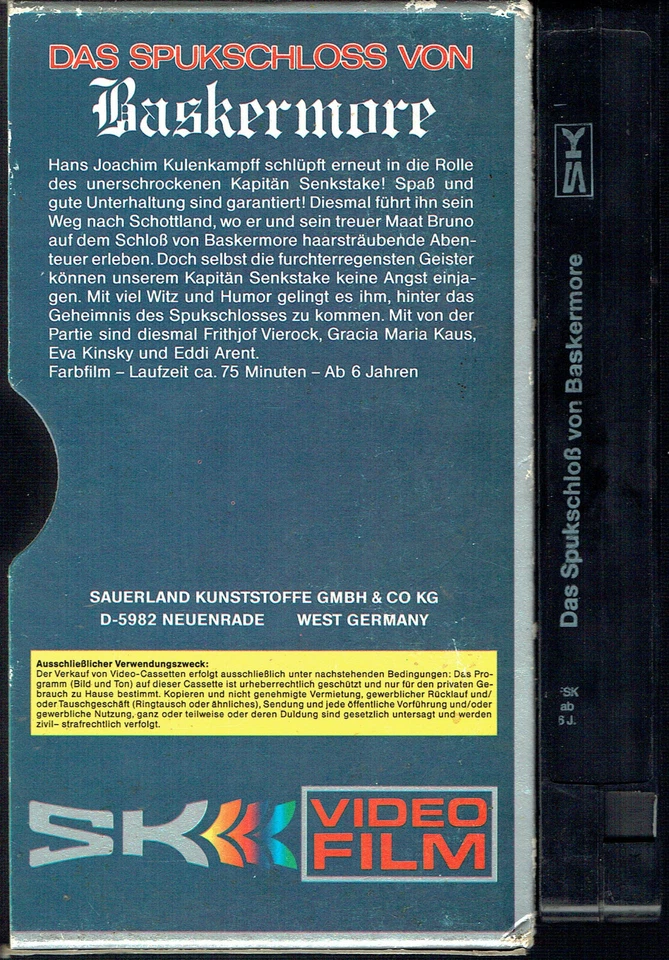 DAS SPUKSCHLOSS VON
Baskermore
Hans Joachim Kulenkampff schlüpft erneut in die Rolle
des unerschrockenen Kapitän Senkstake! Spaß und
gute Unterhaltung sind garantiert! Diesmal führt ihn sein
Weg nach Schottland, wo er und sein treuer Maat Bruno
auf dem Schloß von Baskermore haarsträubende Aben-
teuer erleben. Doch selbst die furchterregensten Geister
können unserem Kapitän Senkstake keine Angst einja-
gen. Mit viel Witz und Humor gelingt es ihm, hinter das
Geheimnis des Spukschlosses zu kommen. Mit von der
Partie sind diesmal Frithjof Vierock, Gracia Maria Kaus,
Eva Kinsky und Eddi Arent.
Farbfilm – Laufzeit ca. 75 Minuten – Ab 6 Jahren
SAUERLAND KUNSTSTOFFE GMBH & CO KG
D-5982 NEUENRADE WEST GERMANY
Ausschließlicher Verwendungszweck:
Der Verkauf von Video-Cassetten erfolgt ausschließlich unter nachstehenden Bedingungen: Das Pro-
gramm (Bild und Ton) auf dieser Cassette ist urheberrechtlich geschützt und nur für den privaten Ge-
brauch zu Hause bestimmt. Kopieren und nicht genehmigte Vermietung, gewerblicher Rücklauf und/
oder Tauschgeschäft (Ringtausch oder ähnliches), Sendung und jede öffentliche Vorführung und/oder
gewerbliche Nutzung, ganz oder teilweise oder deren Duldung sind gesetzlich untersagt und werden
zivil– strafrechtlich verfolgt.
SK
VIDEO
FILM
SK
Das Spukschloß von Baskermore
FSK
ab
6 J.